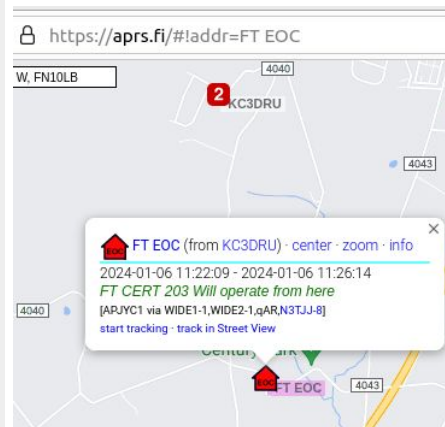 https://aprs.fi/#!addr=FT EOC
W, FN10LB
4040
2
KC3DRU
4043
FT EOC (from KC3DRU) · center · zoom · info
2024-01-06 11:22:09 - 2024-01-06 11:26:14
FT CERT 203 Will operate from here
[APJYC1 via WIDE1-1,WIDE2-1,qAR,N3TJJ-8]
4040
start tracking · track in Street View
EOC
FT EOC
4043